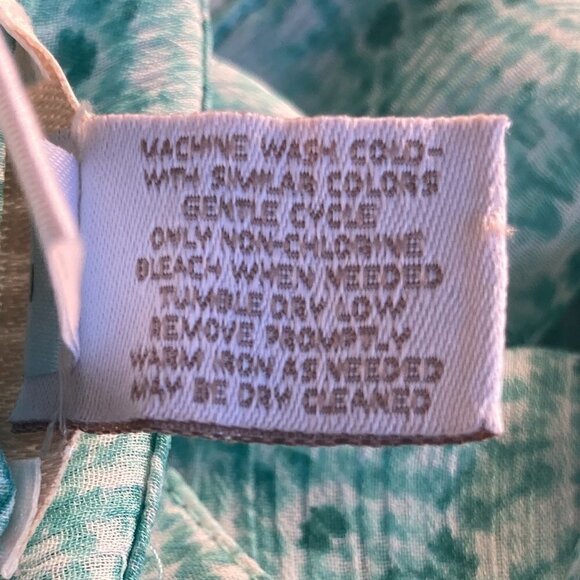 MACHINE WASH COLD-
WITH SIMILAR COLORS
GENTLE CYCLE
ONLY NON-CHLORINE
BLEACH WHEN NEEDED
TUMBLE DRY LOW
REMOVE PROMPTLY
WARM IRON AS NEEDED
MAY BE DRY CLEANED